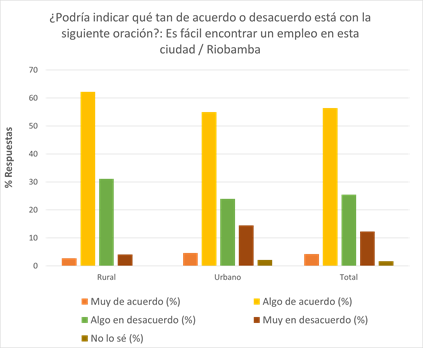 ¿Podría indicar qué tan de acuerdo o desacuerdo está con la
siguiente oración?: Es fácil encontrar un empleo en esta
ciudad / Riobamba
% Respuestas
70
60
50
40
30
20
10
0
Rural
Urbano
Total
Muy de acuerdo (%)
Algo de acuerdo (%)
Algo en desacuerdo (%)
Muy en desacuerdo (%)
No lo sé (%)